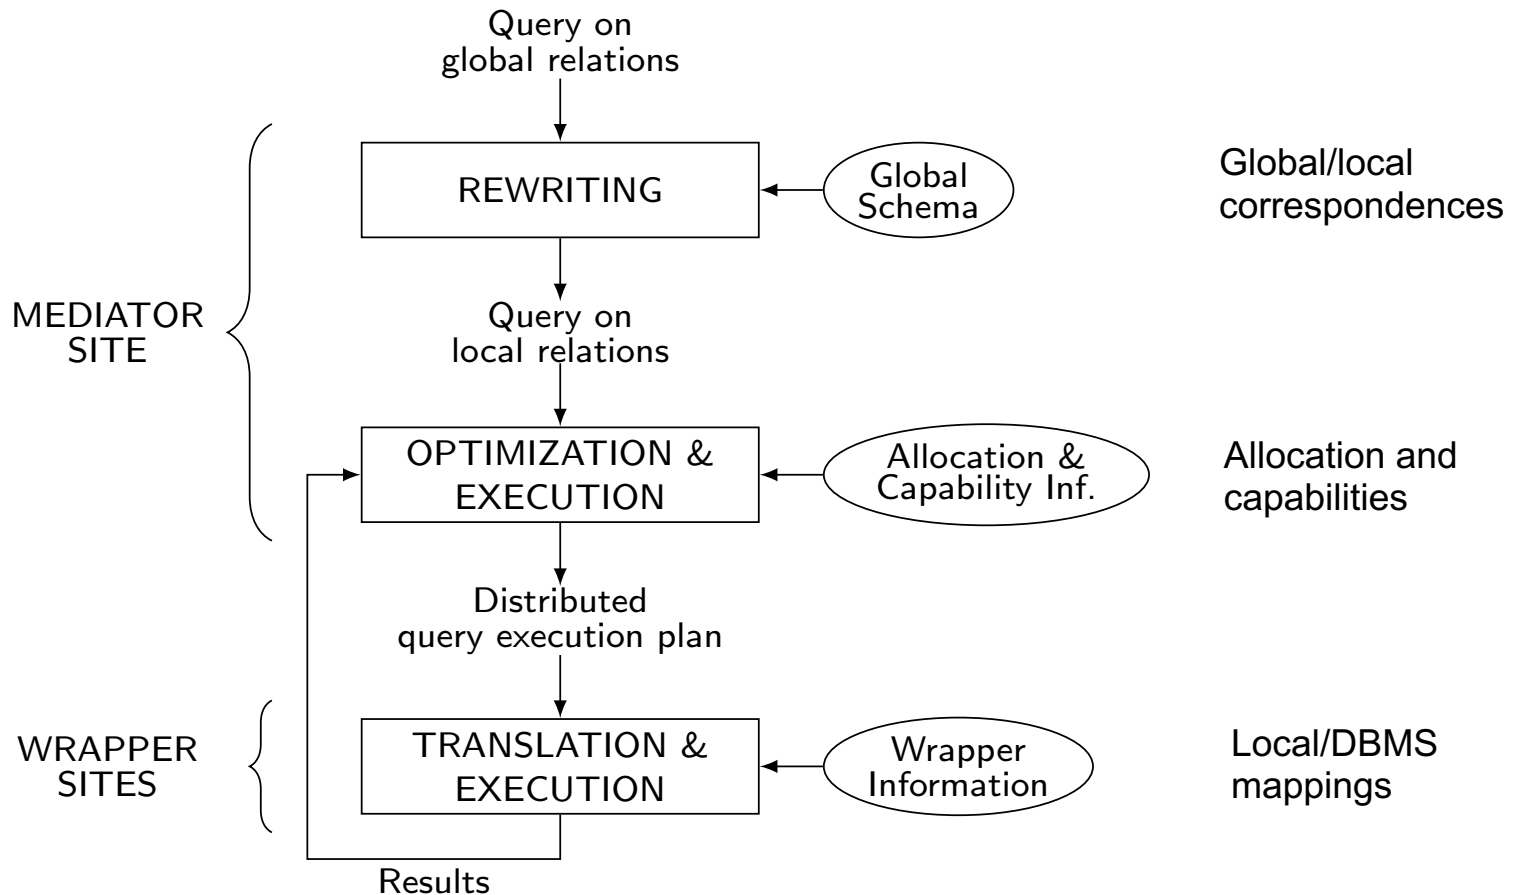 Query on
global relations
REWRITING
Global
Schema
Global/local
correspondences
MEDIATOR
SITE
Query on
local relations
OPTIMIZATION &
EXECUTION
Allocation &
Capability Inf.
Allocation and
capabilities
Distributed
query execution plan
WRAPPER
SITES
TRANSLATION &
EXECUTION
Wrapper
Information
Local/DBMS
mappings
Results